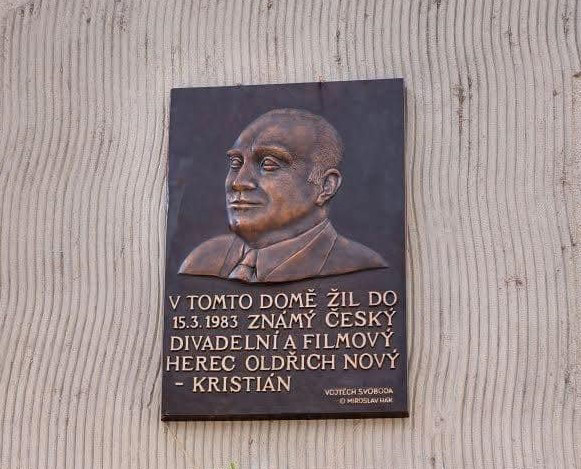 V TOMTO DOMĚ ŽIL DO
15.3.1983 ZNÁMÝ ČESKÝ
DIVADELNÍ A FILMOVÝ
HEREC OLDŘICH NOVÝ
- KRISTIÁN
VOJTĚCH SVOBODA
© MIROSLAV HÁK